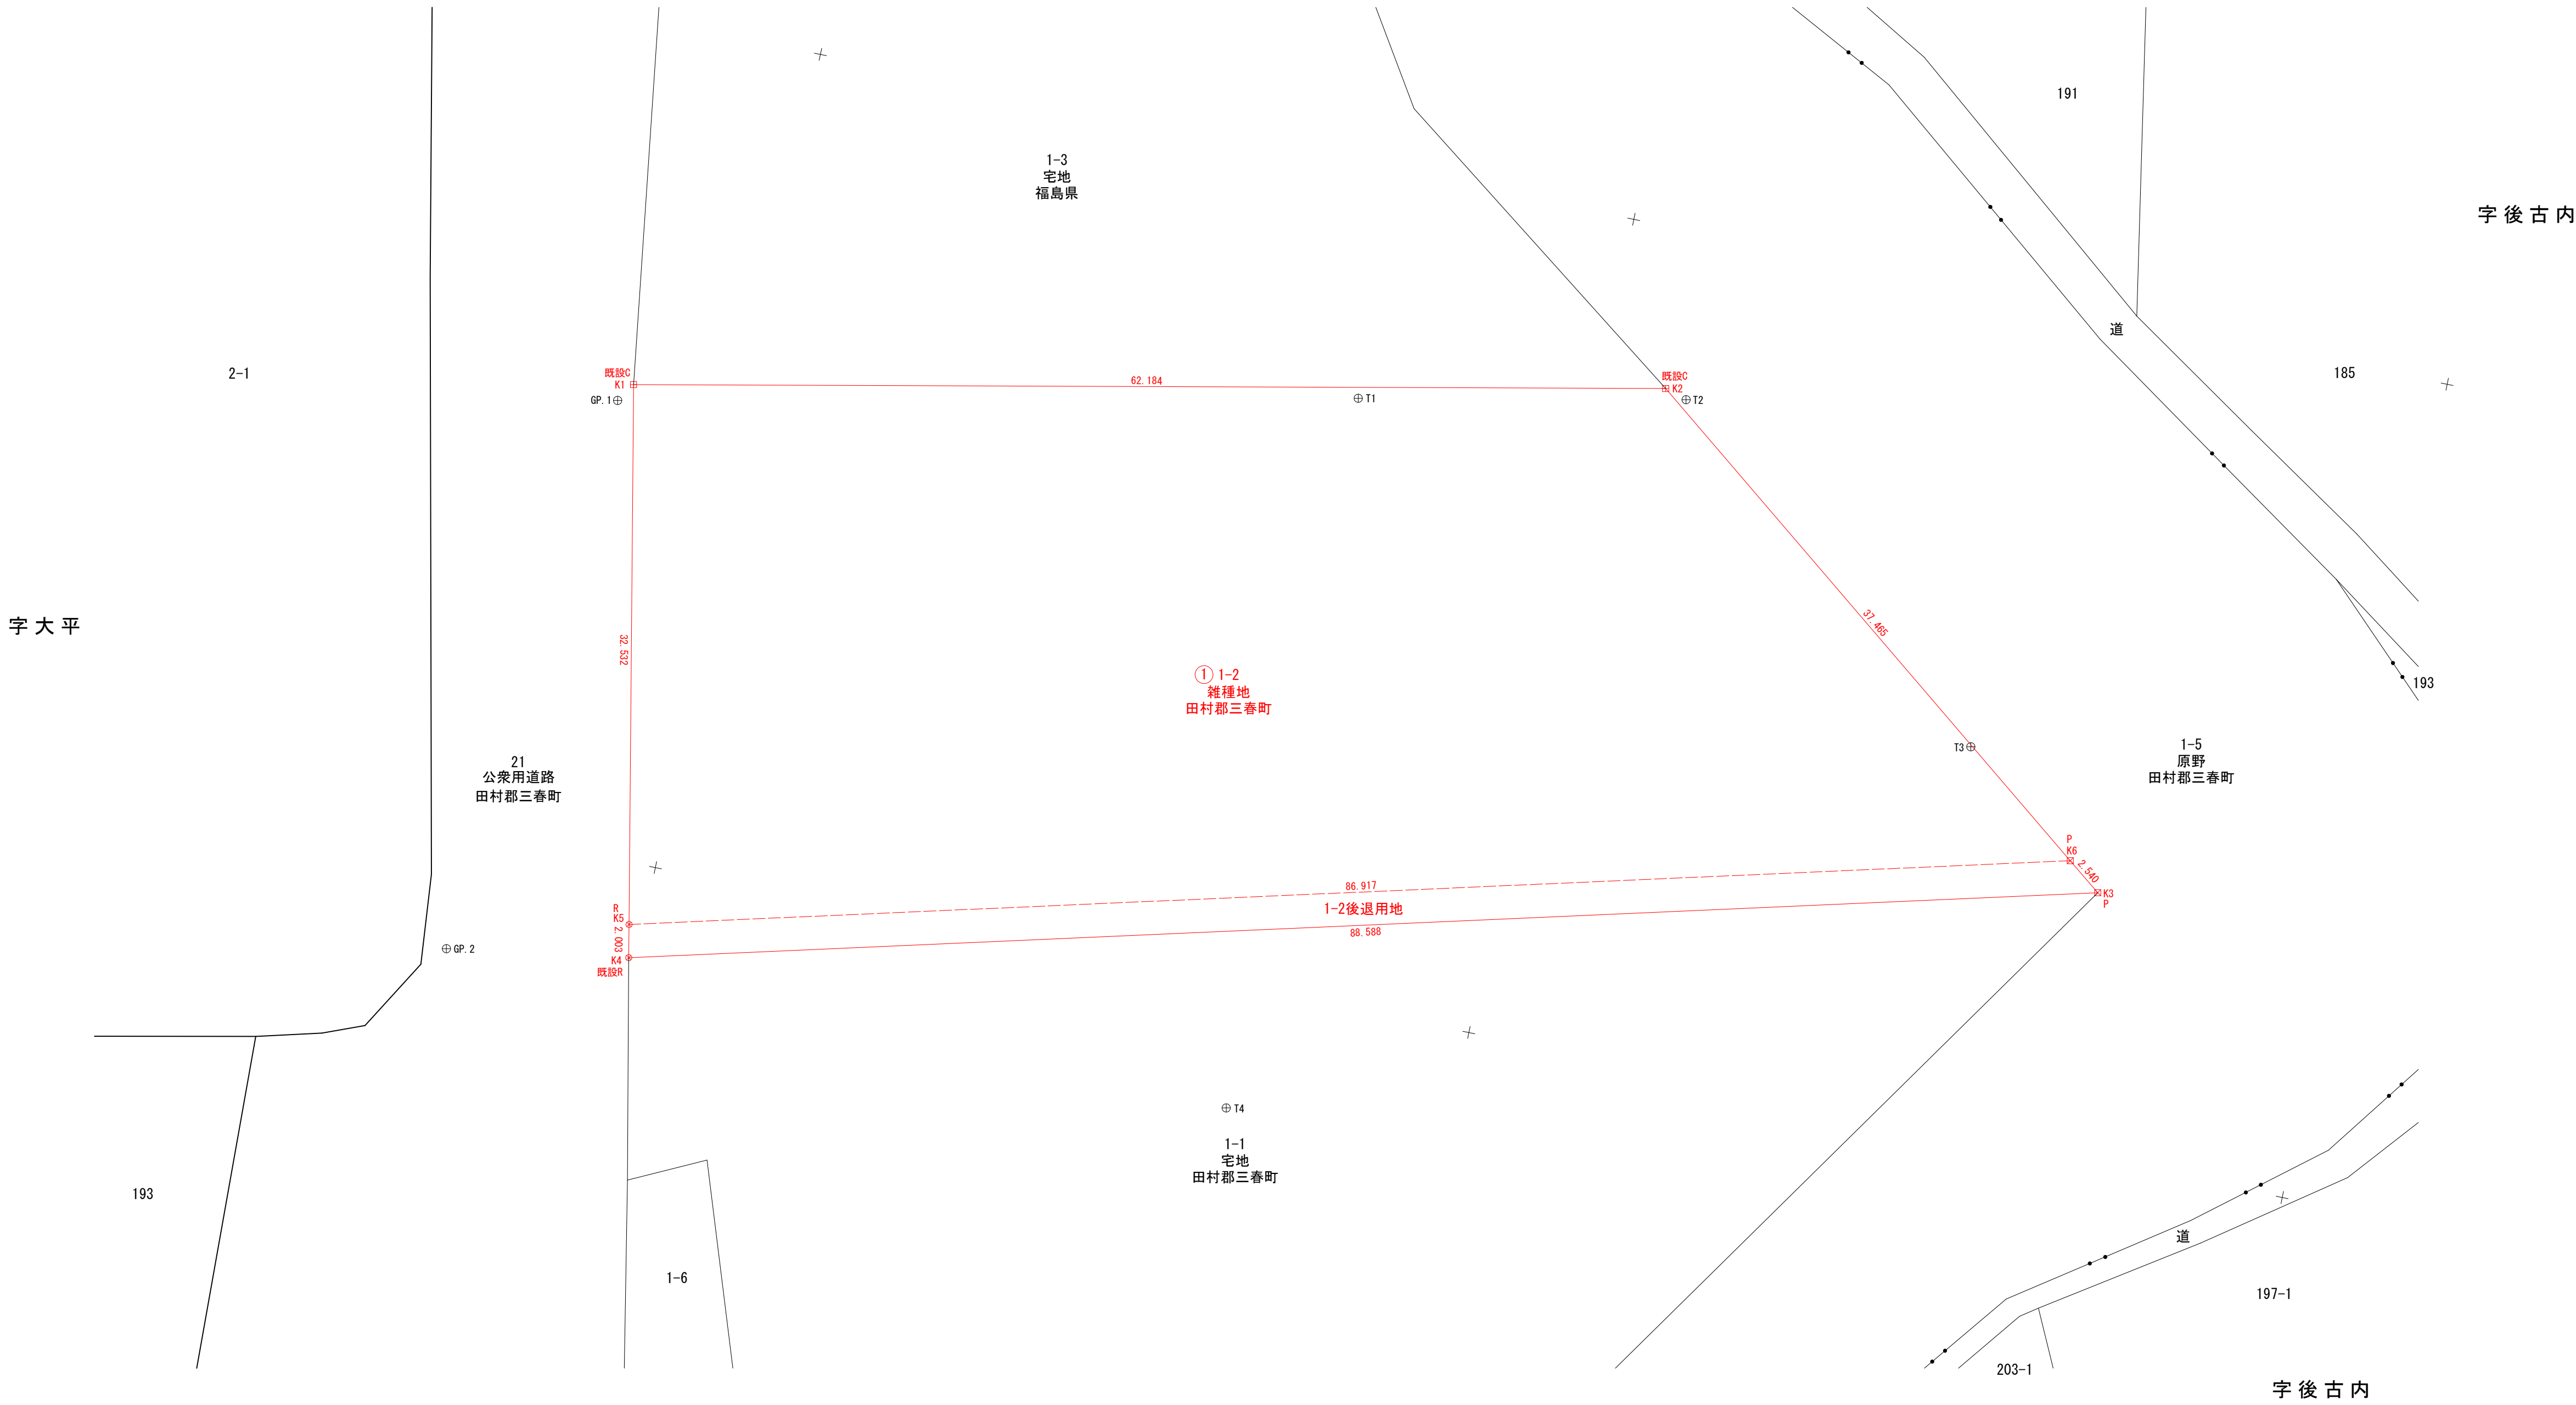 191
1-3
宅地
福島県
字後古内
道
2-1
既設C
K1
GP.1
62.184
T1
既設C
K2
T2
185
字大平
32.532
37.465
① 1-2
雑種地
田村郡三春町
193
T3
1-5
原野
田村郡三春町
21
公衆用道路
田村郡三春町
P
K6
2.540
K3
P
86.917
1-2後退用地
88.588
R
K5
2.003
K4
既設R
GP.2
T4
1-1
宅地
田村郡三春町
193
道
1-6
197-1
203-1
字後古内